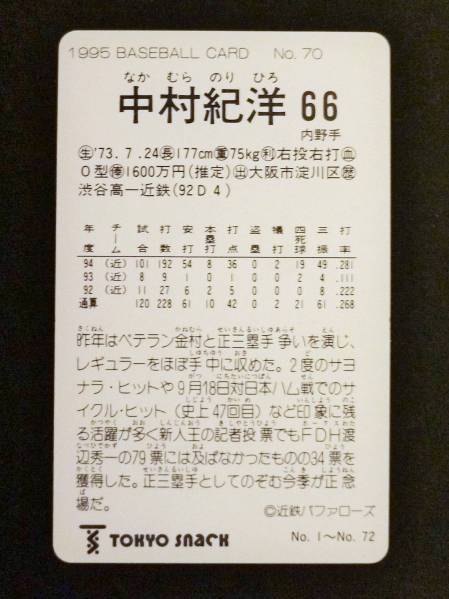 1995 BASEBALL CARD No. 70
なか むら のり ひろ
中村紀洋 66
内野手
生'73.7.24長177cm重75kg利右投右打血
O型得1600万円(推定)出大阪市淀川区歴
渋谷高―近鉄(92D4)
年度 チーム 試合 打数 安打 本塁打 打点 盗塁 犠打 四死球 三振 打率
94 (近) 101 192 54 8 36 0 2 19 49 .281
93 (近) 8 9 1 0 1 0 0 2 4 .111
92 (近) 11 27 6 2 5 0 0 0 8 .222
通算 120 228 61 10 42 0 2 21 61 .268
昨年はベテラン金村と正三塁手争いを演じ、
レギュラーをほぼ手中に収めた。2度のサヨ
ナラ・ヒットや9月18日対日本ハム戦でのサ
イクル・ヒット(史上47回目)など印象に残
る活躍が多く新人王の記者投票でもFDH渡
辺秀一の79票には及ばなかったものの34票を
獲得した。正三塁手としてのぞむ今季が正念
場だ。
©近鉄バファローズ
TOKYO SNACK
No. 1〜No. 72